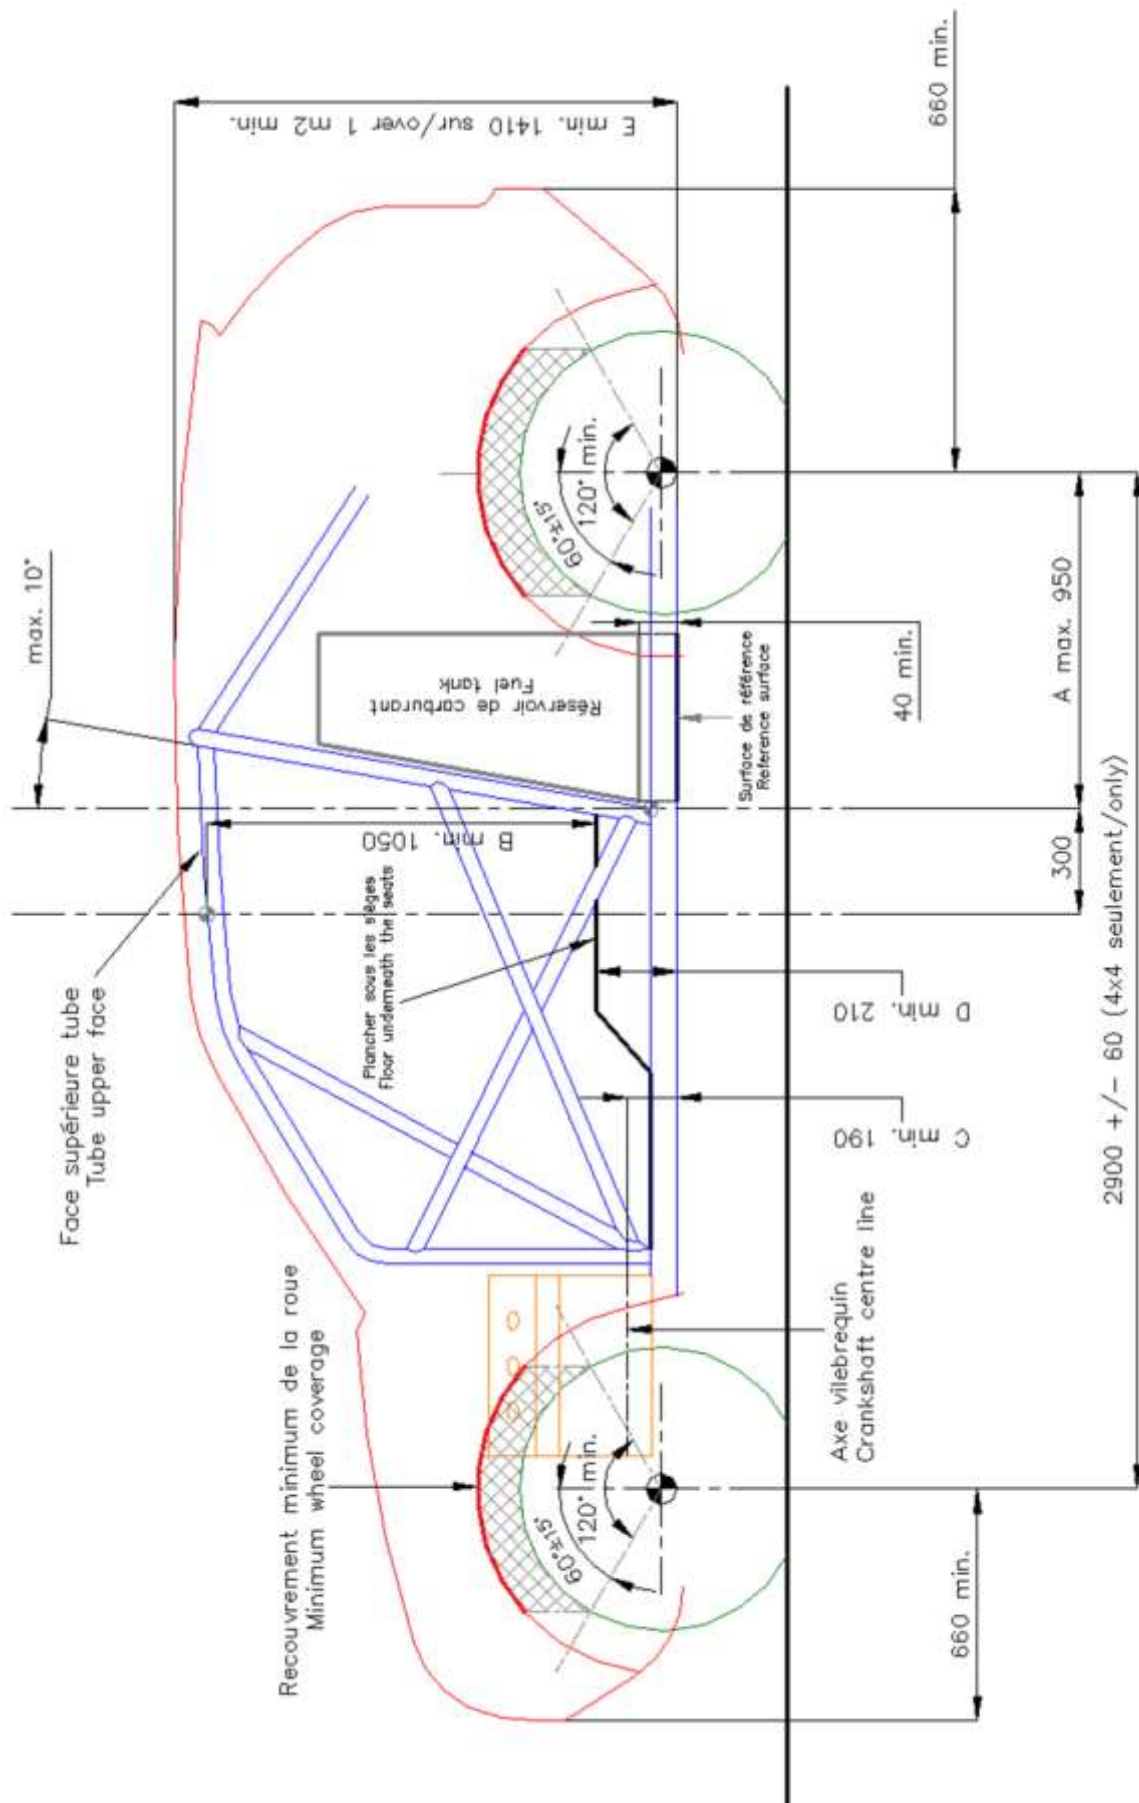 Face supérieure tube
Tube upper face
max. 10°
E min. 1410 sur/over 1 m2 min.
Recouvrement minimum de la roue
Minimum wheel coverage
Plancher sous les sièges
Floor underneath the seats
B min. 1050
Réservoir de carburant
Fuel tank
60°±15°
120° min.
60°±15°
120° min.
Surface de référence
Reference surface
Axe vilebrequin
Crankshaft centre line
C min. 190
D min. 210
40 min.
660 min.
300
A max. 950
660 min.
2900 +/- 60 (4x4 seulement/only)